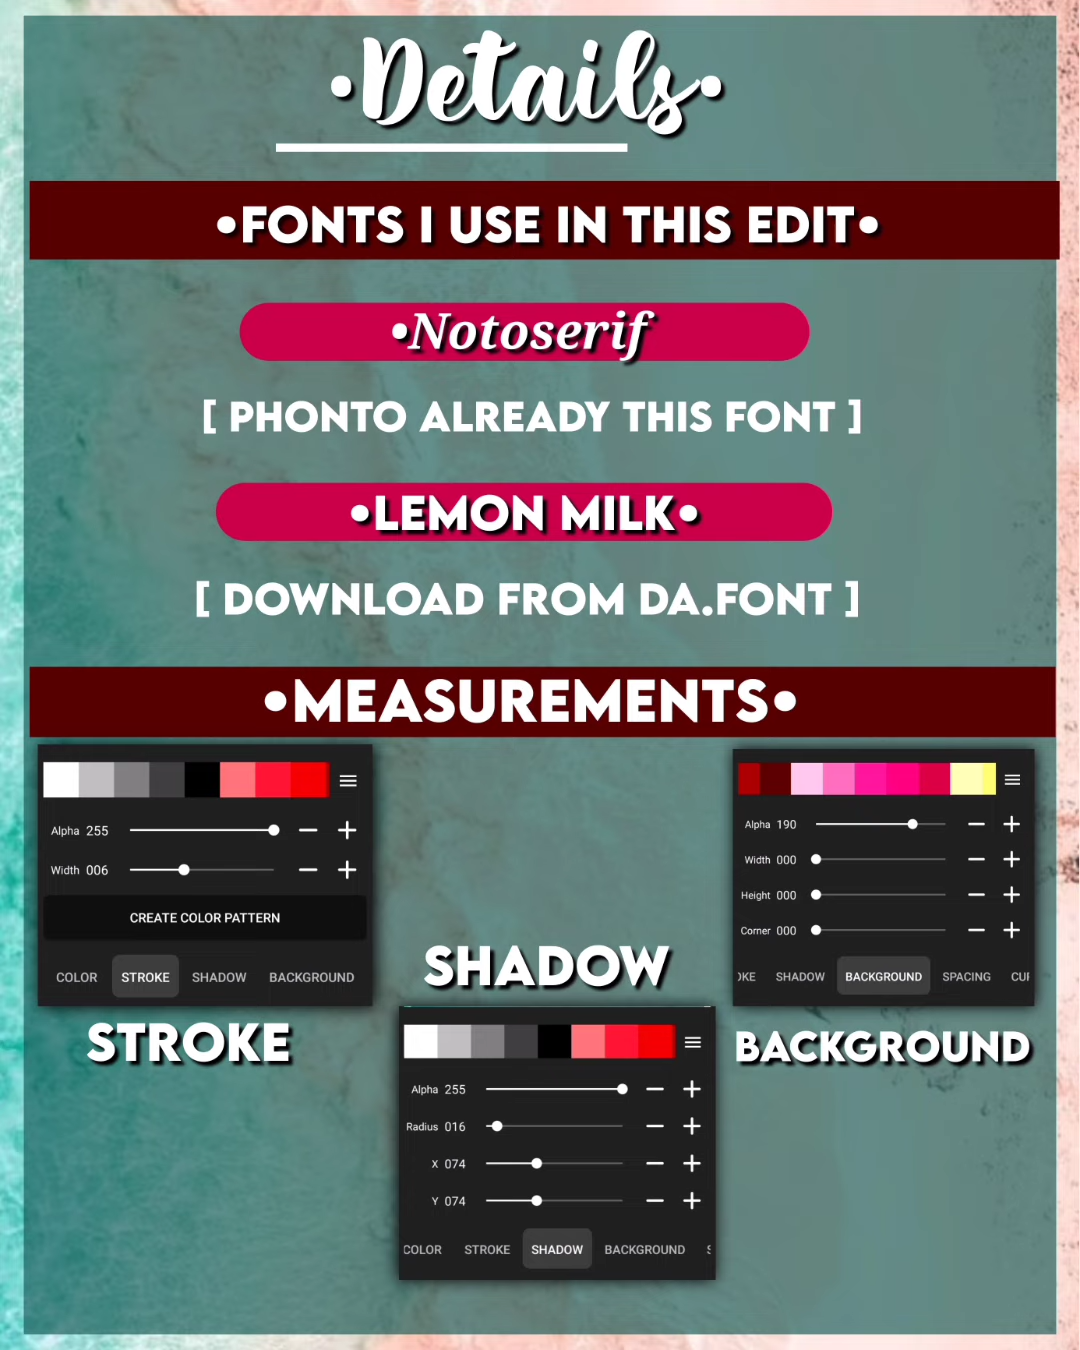 •Details•
•FONTS I USE IN THIS EDIT•
•Notoserif
[ PHONTO ALREADY THIS FONT ]
•LEMON MILK•
[ DOWNLOAD FROM DA.FONT ]
•MEASUREMENTS•
Alpha 255
Width 006
CREATE COLOR PATTERN
COLOR STROKE SHADOW BACKGROUND
STROKE
SHADOW
Alpha 255
Radius 016
X 074
Y 074
COLOR STROKE SHADOW BACKGROUND
Alpha 190
Width 000
Height 000
Corner 000
OKE SHADOW BACKGROUND SPACING CUR
BACKGROUND